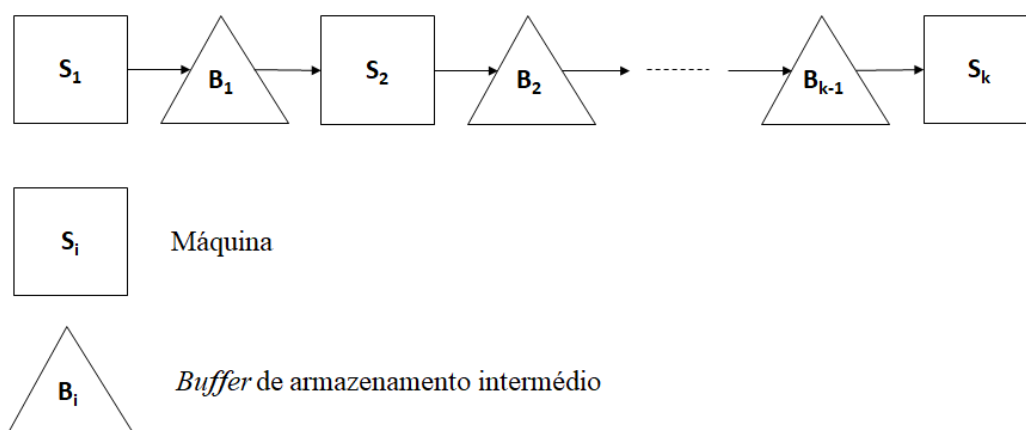 S₁ B₁ S₂ B₂ Bₖ₋₁ Sₖ
Sᵢ Máquina
Bᵢ Buffer de armazenamento intermédio